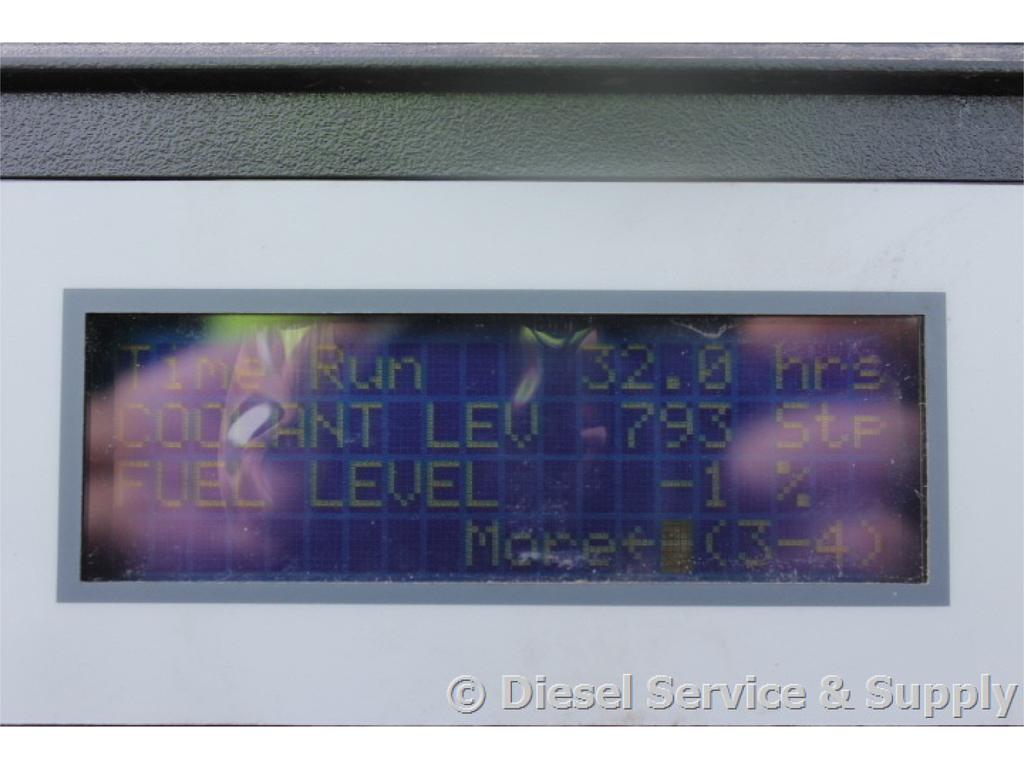 Time Run 32.0 hrs
COOLANT LEV 793 Stp
FUEL LEVEL -1 %
More↓ (3-4)
© Diesel Service & Supply